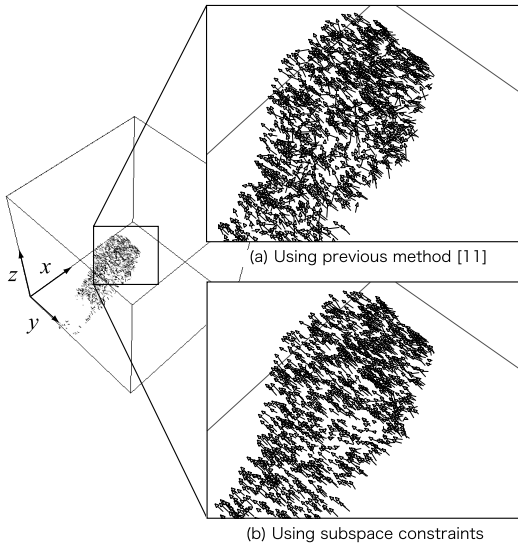 (a) Using previous method [11]
z
x
y
(b) Using subspace constraints